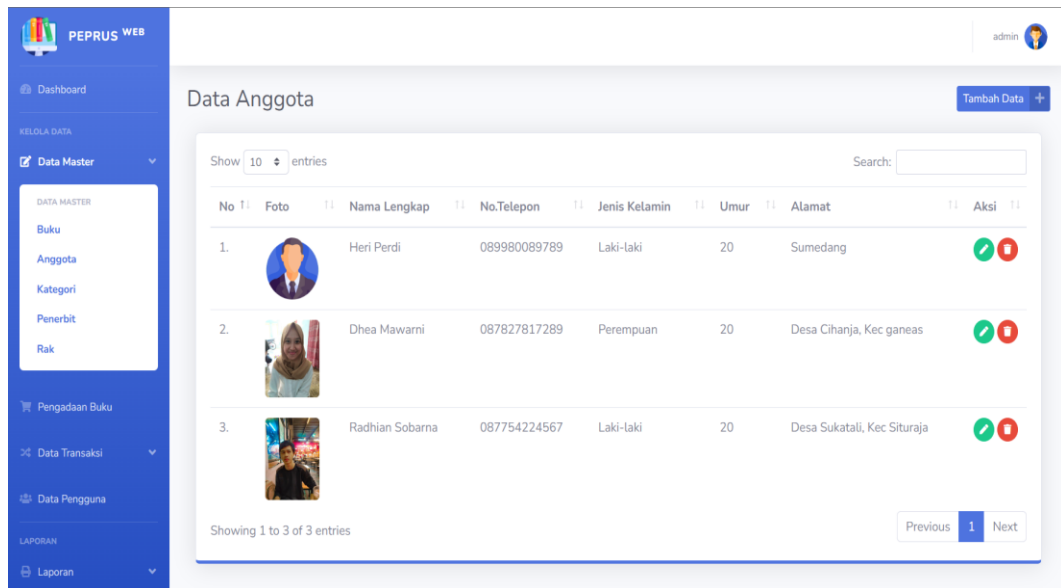 PEPRUS WEB
admin
Dashboard
Data Anggota
Tambah Data +
KELOLA DATA
Data Master
Show 10 entries
Search:
DATA MASTER
Buku
Anggota
Kategori
Penerbit
Rak
No Foto Nama Lengkap No.Telepon Jenis Kelamin Umur Alamat Aksi
1. Heri Perdi 089980089789 Laki-laki 20 Sumedang
2. Dhea Mawarni 087827817289 Perempuan 20 Desa Cihanja, Kec ganeas
3. Radhian Sobarna 087754224567 Laki-laki 20 Desa Sukatali, Kec Situraja
Pengadaan Buku
Data Transaksi
Data Pengguna
Showing 1 to 3 of 3 entries
Previous 1 Next
LAPORAN
Laporan